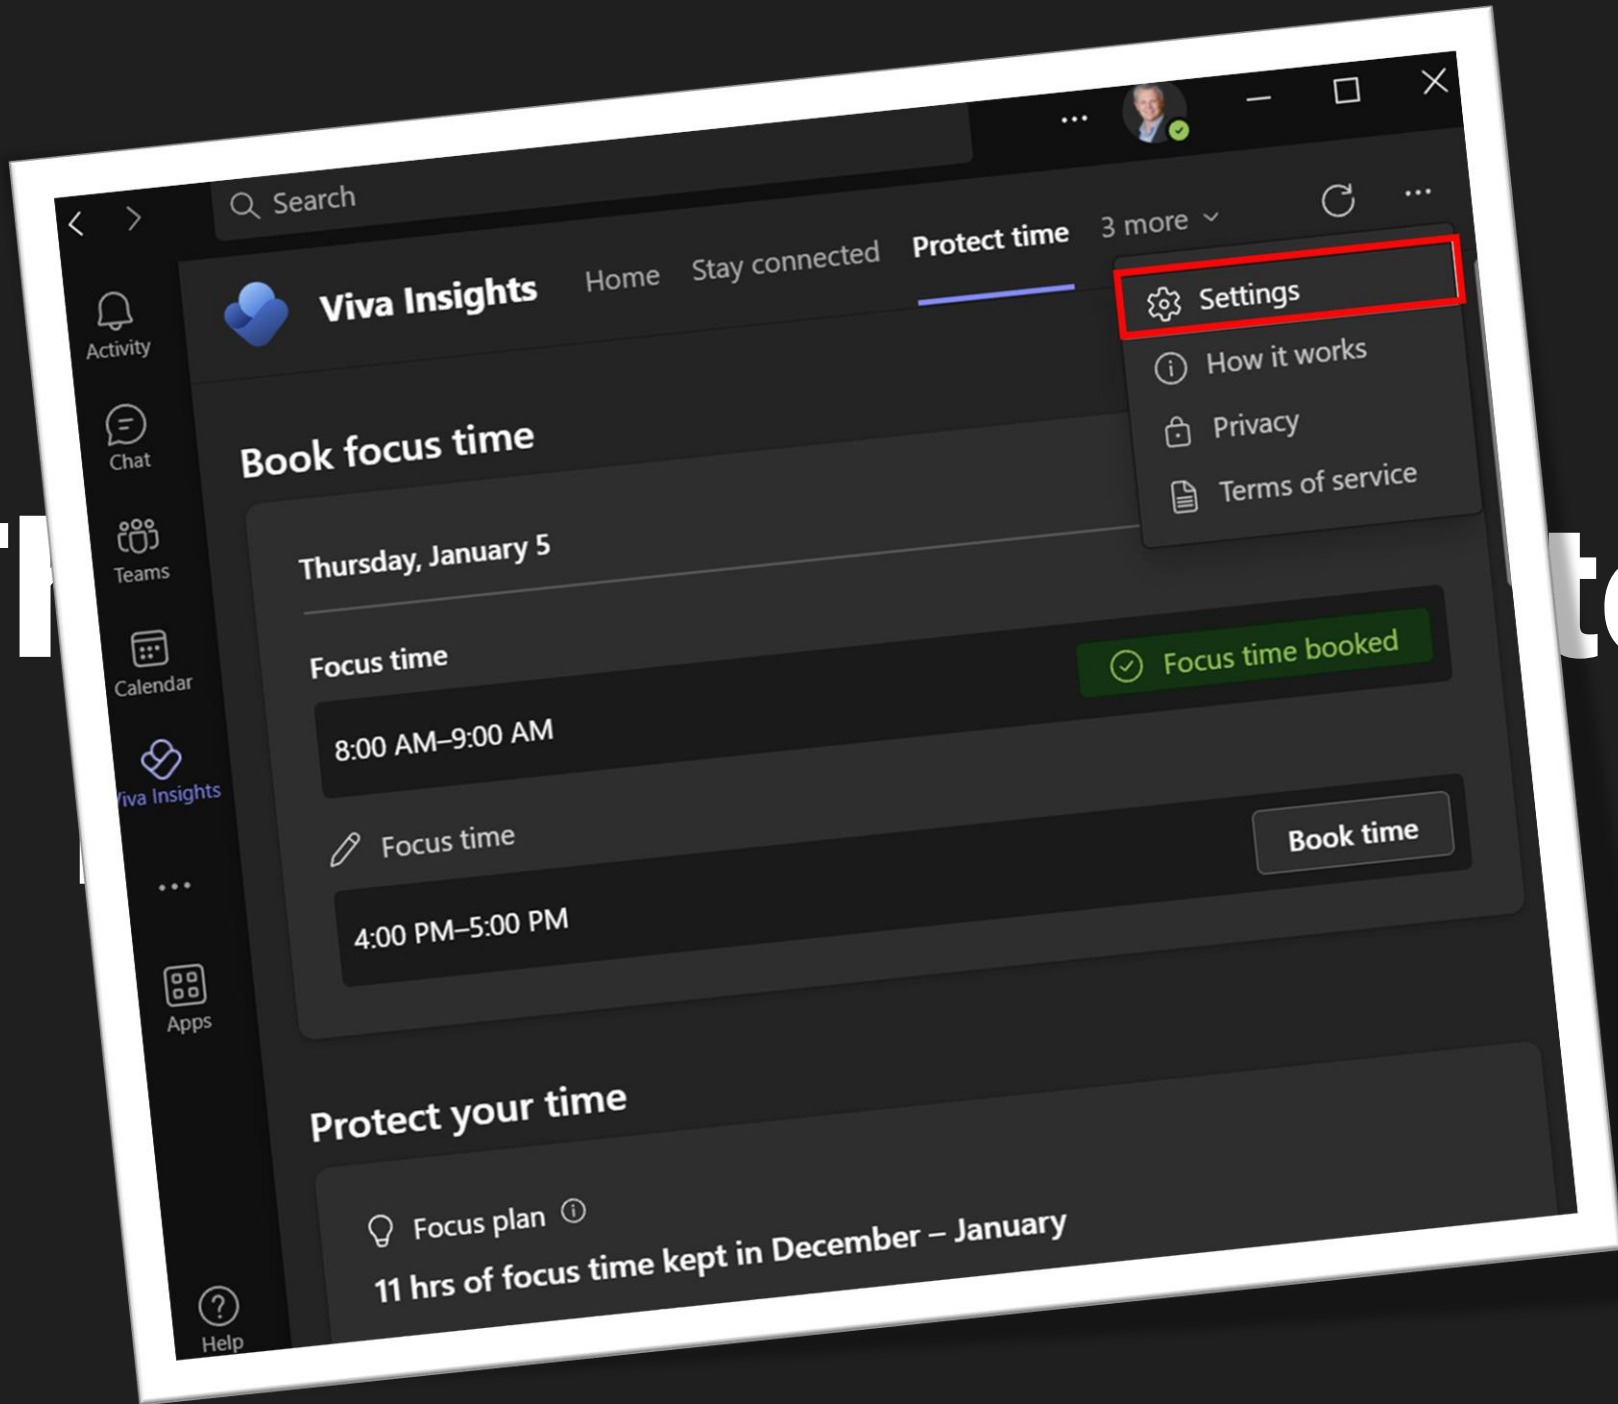 Search
Viva Insights
Home
Stay connected
Protect time
3 more
Settings
How it works
Privacy
Terms of service
Activity
Chat
Teams
Calendar
Viva Insights
Apps
Help
Book focus time
Thursday, January 5
Focus time
8:00 AM–9:00 AM
Focus time booked
Focus time
4:00 PM–5:00 PM
Book time
Protect your time
Focus plan
11 hrs of focus time kept in December – January